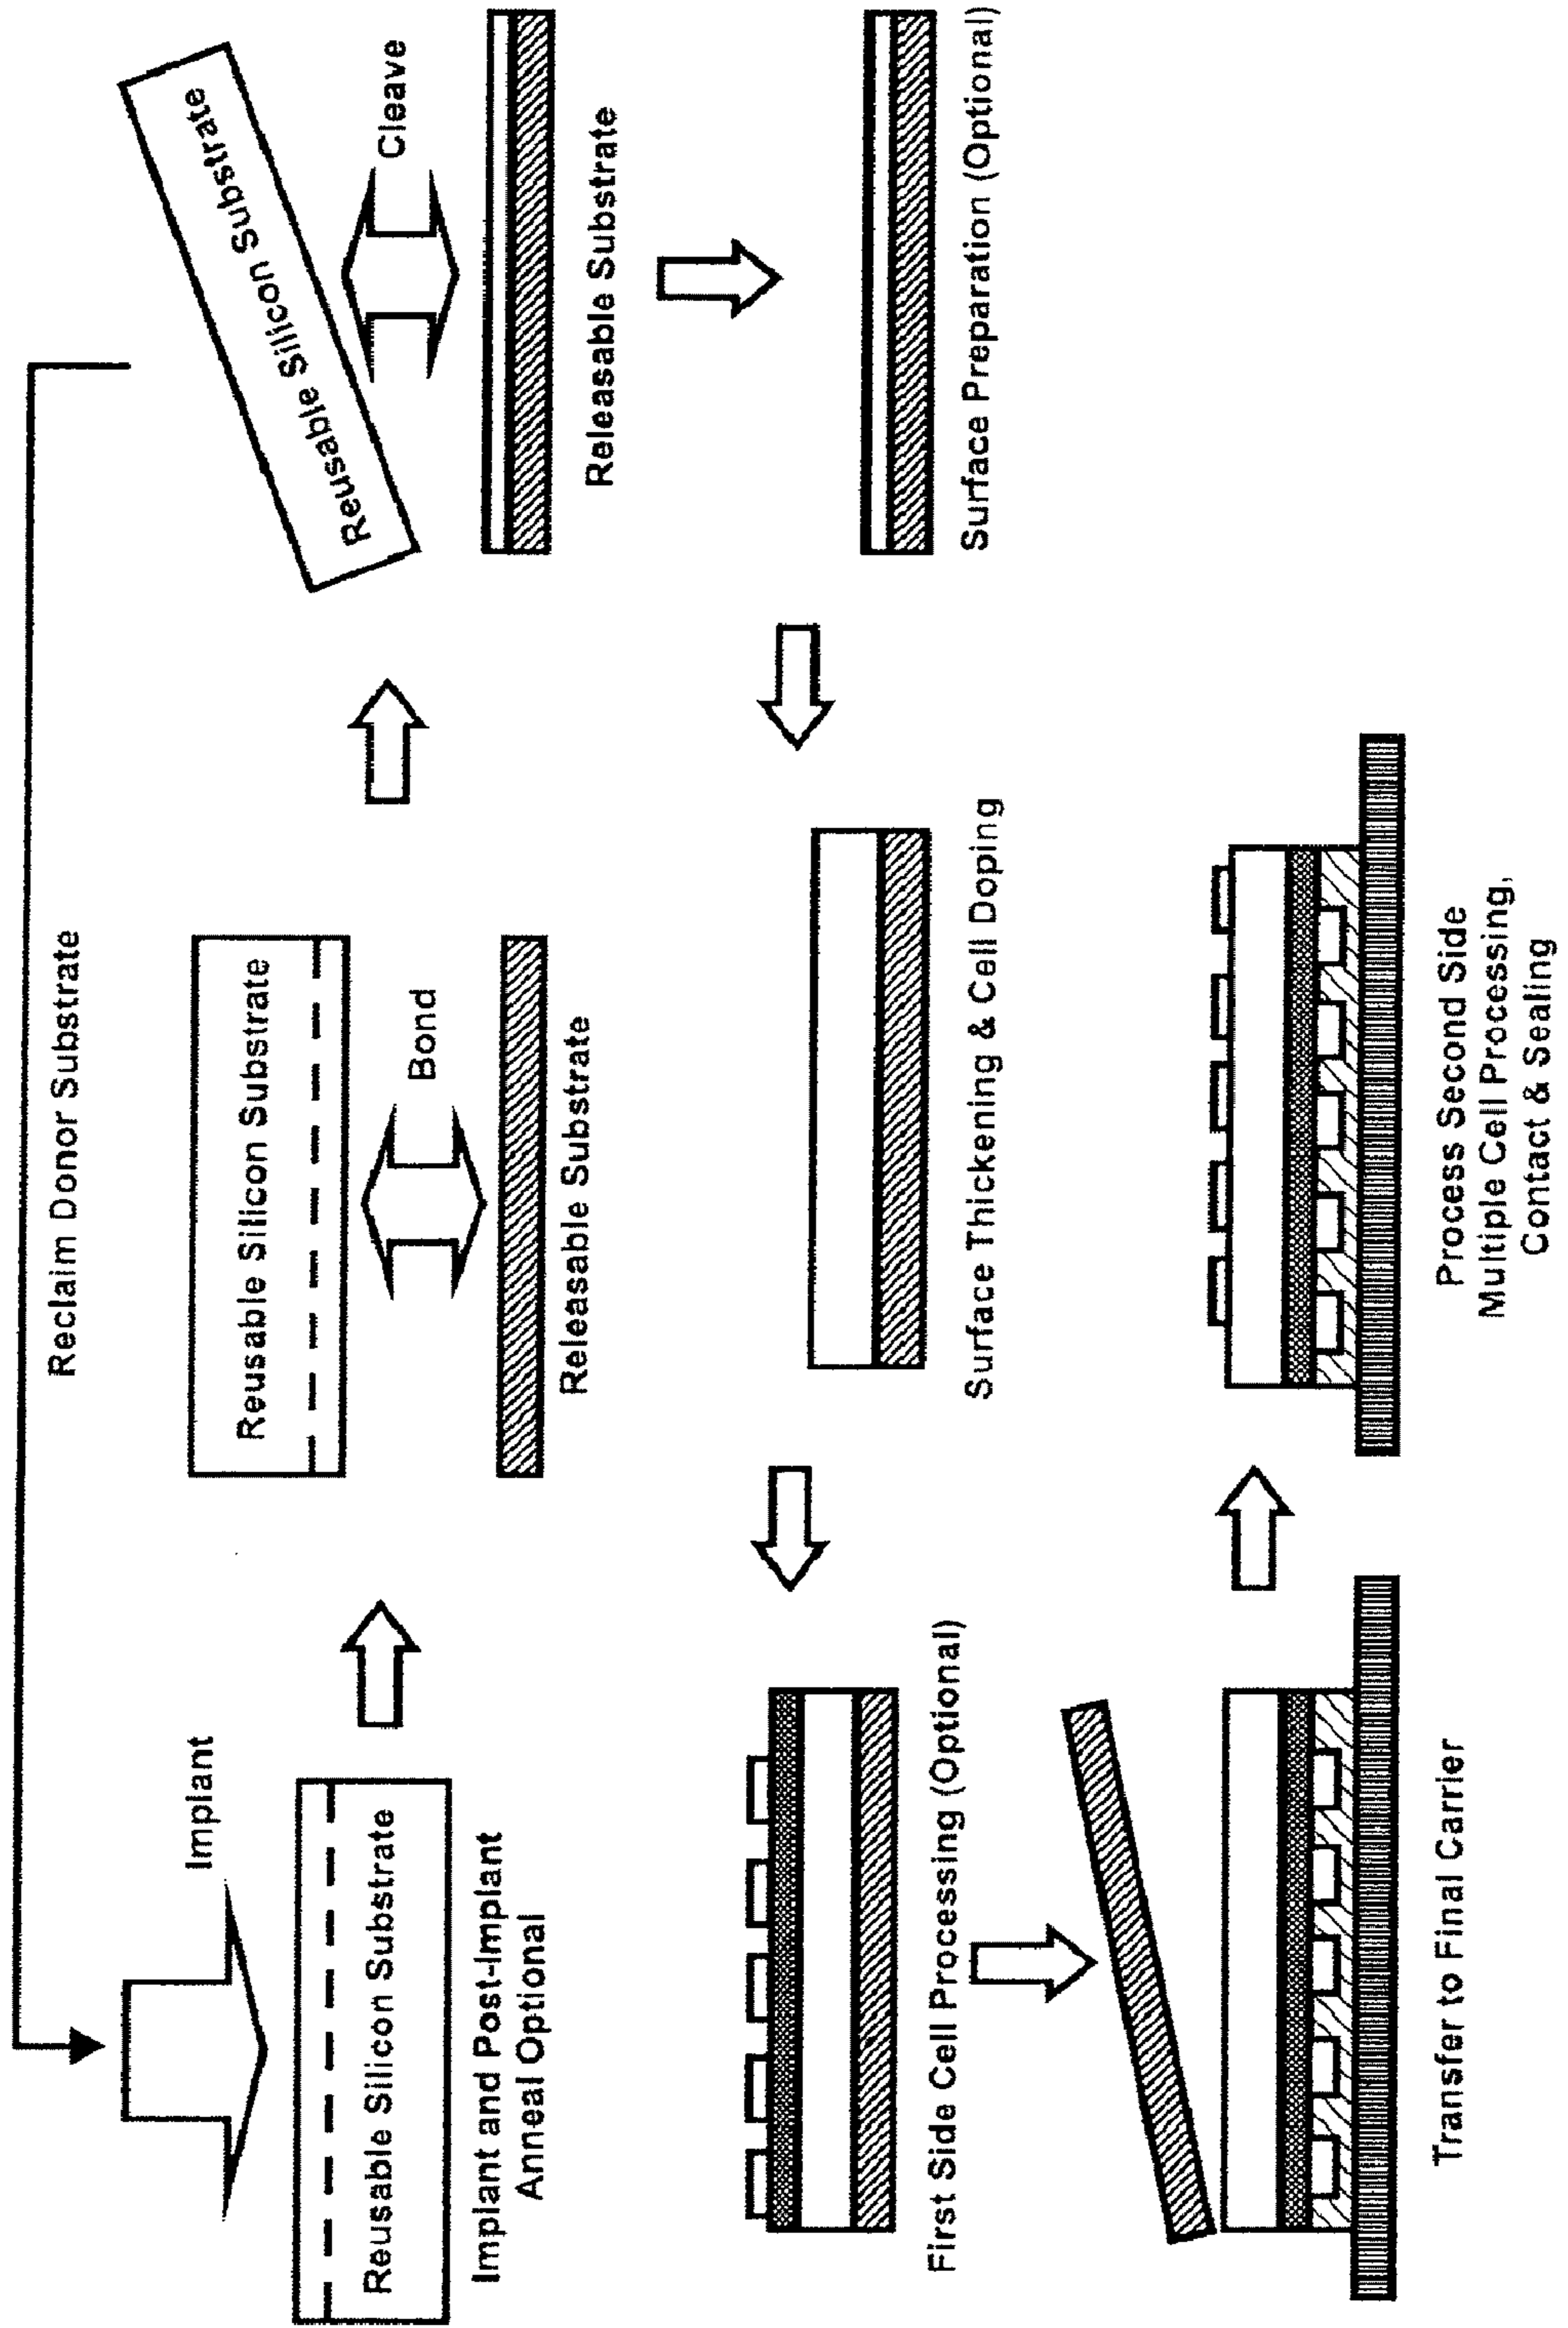 Reclaim Donor Substrate
Implant
Reusable Silicon Substrate
Implant and Post-Implant
Anneal Optional
Reusable Silicon Substrate
Bond
Releasable Substrate
Reusable Silicon Substrate
Cleave
Releasable Substrate
Surface Preparation (Optional)
Surface Thickening & Cell Doping
First Side Cell Processing (Optional)
Transfer to Final Carrier
Process Second Side
Multiple Cell Processing,
Contact & Sealing